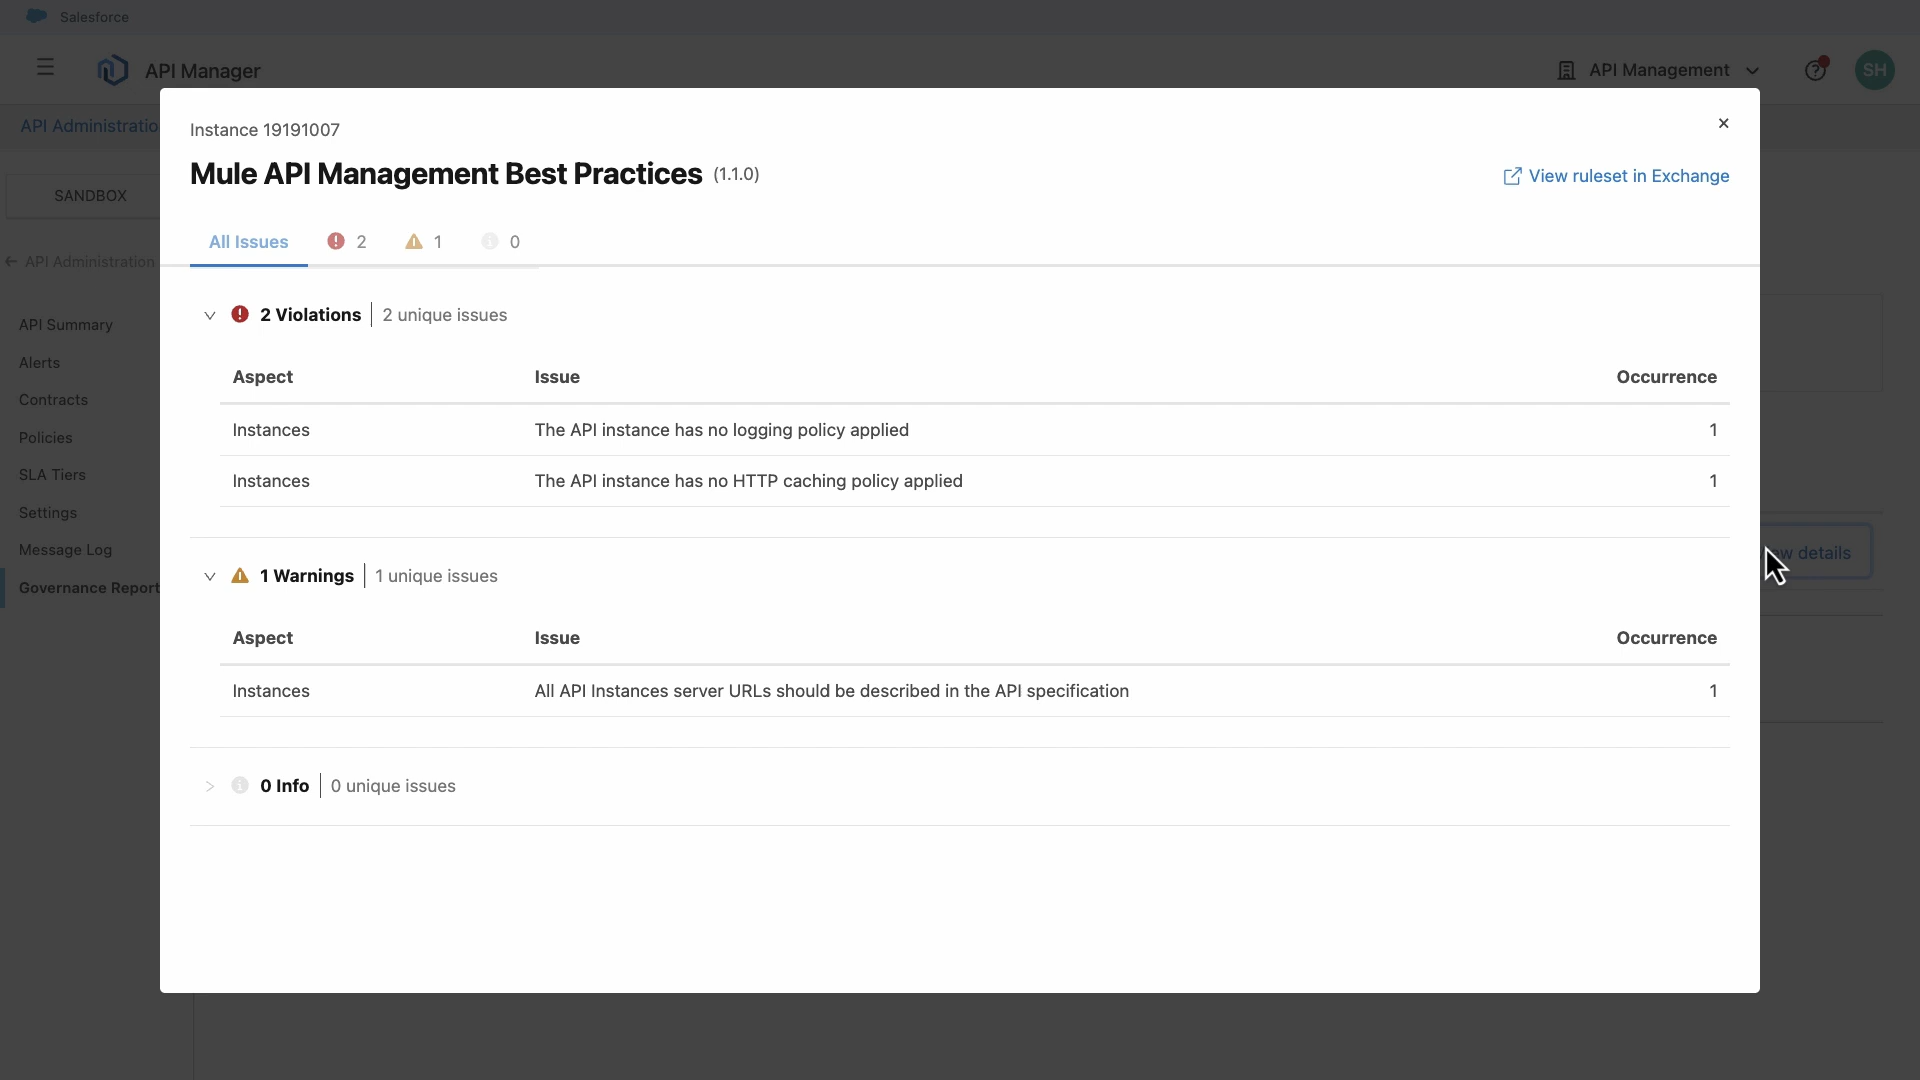 Salesforce
API Manager
API Management
SH
API Administratio
SANDBOX
API Administration
API Summary
Alerts
Contracts
Policies
SLA Tiers
Settings
Message Log
Governance Report
Instance 19191007
×
Mule API Management Best Practices (1.1.0)
View ruleset in Exchange
All Issues 2 1 0
2 Violations 2 unique issues
Aspect Issue Occurrence
Instances The API instance has no logging policy applied 1
Instances The API instance has no HTTP caching policy applied 1
1 Warnings 1 unique issues
Aspect Issue Occurrence
Instances All API Instances server URLs should be described in the API specification 1
0 Info 0 unique issues
details